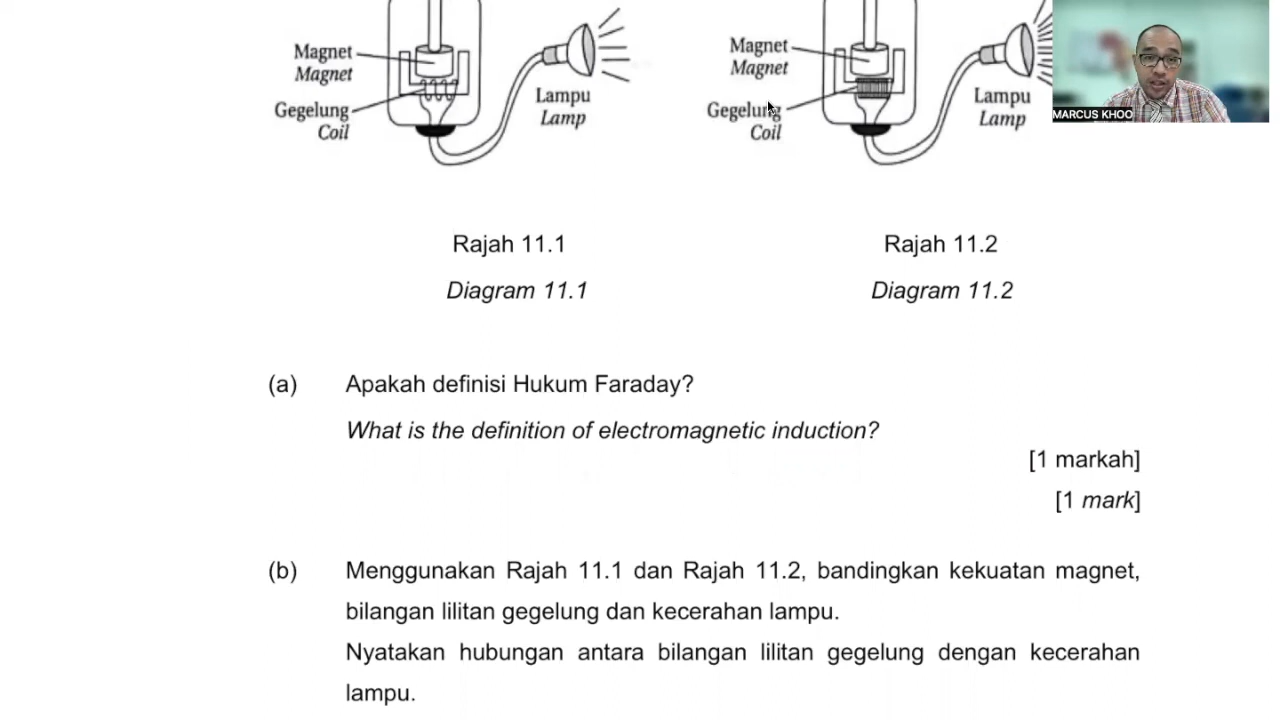 Magnet
Magnet
Gegelung
Coil
Lampu
Lamp
Magnet
Magnet
Gegelung
Coil
Lampu
Lamp
MARCUS KHOO
Rajah 11.1
Diagram 11.1
Rajah 11.2
Diagram 11.2
(a) Apakah definisi Hukum Faraday?
What is the definition of electromagnetic induction?
[1 markah]
[1 mark]
(b) Menggunakan Rajah 11.1 dan Rajah 11.2, bandingkan kekuatan magnet,
bilangan lilitan gegelung dan kecerahan lampu.
Nyatakan hubungan antara bilangan lilitan gegelung dengan kecerahan
lampu.